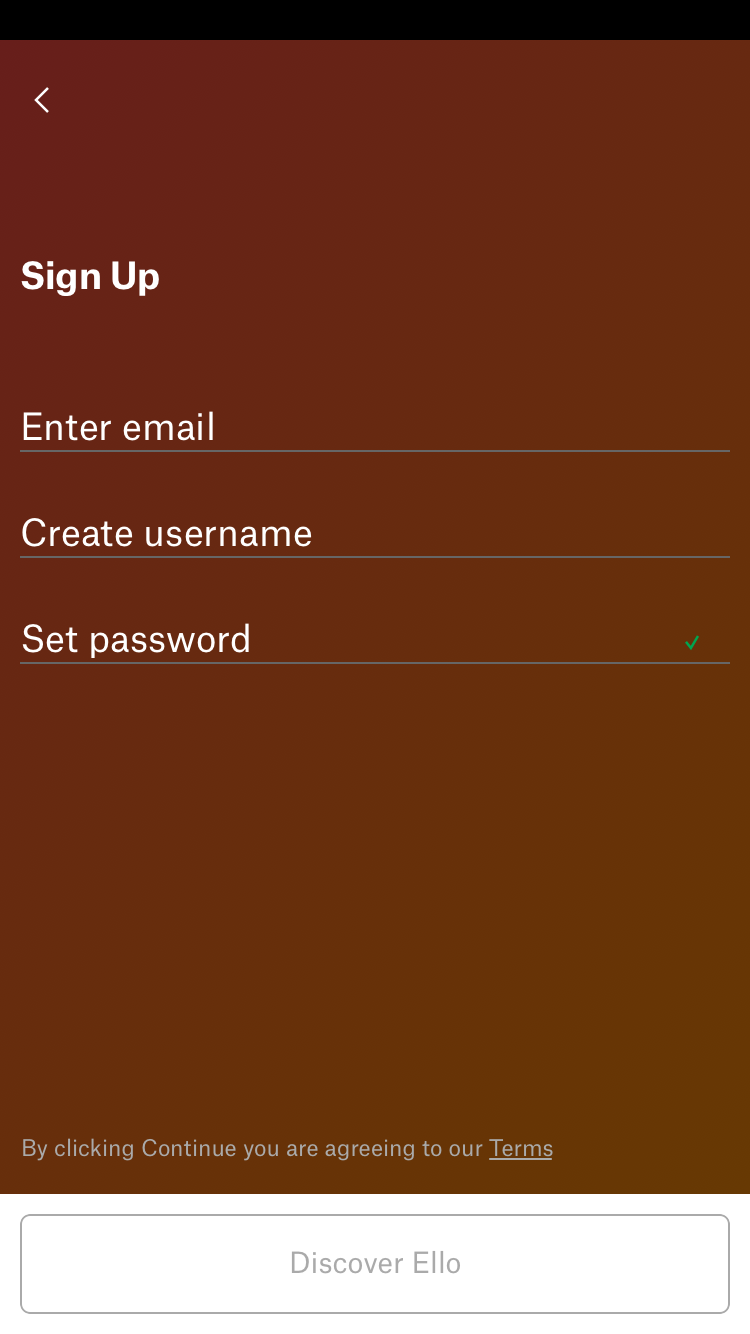 Sign Up
Enter email
Create username
Set password
By clicking Continue you are agreeing to our Terms
Discover Ello